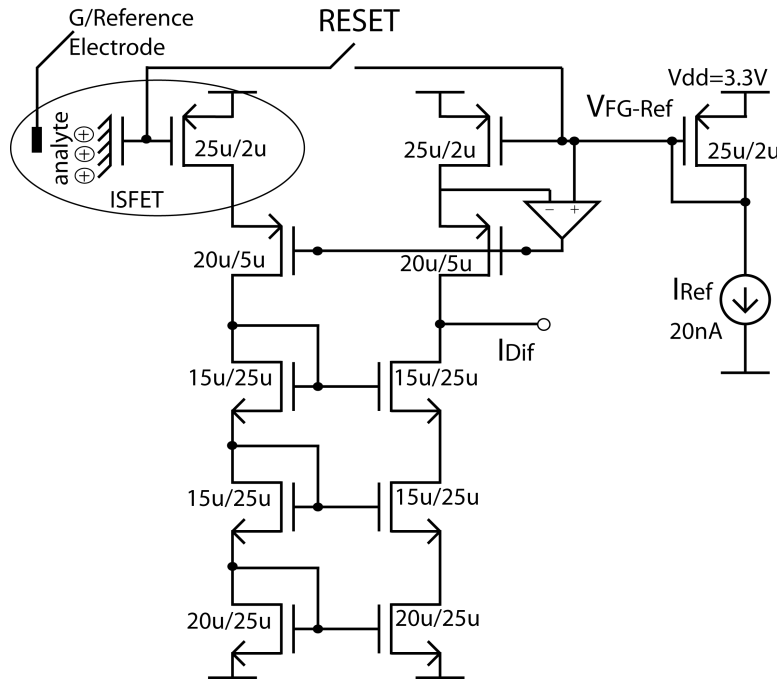 G/Reference
Electrode
RESET
Vdd=3.3V
VFG-Ref
analyte
+
+
+
25u/2u
25u/2u
25u/2u
ISFET
− +
20u/5u
20u/5u
IRef
20nA
IDif
15u/25u
15u/25u
15u/25u
15u/25u
20u/25u
20u/25u